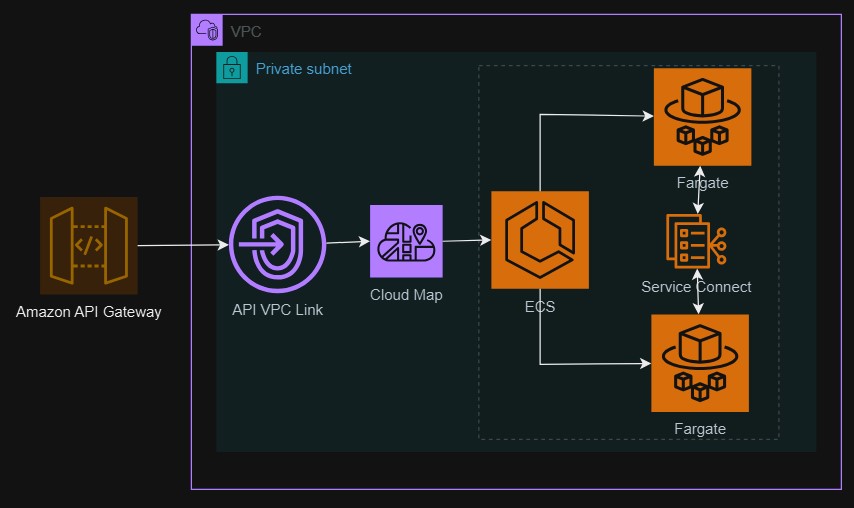 VPC
Private subnet
Fargate
Amazon API Gateway
API VPC Link
Cloud Map
ECS
Service Connect
Fargate